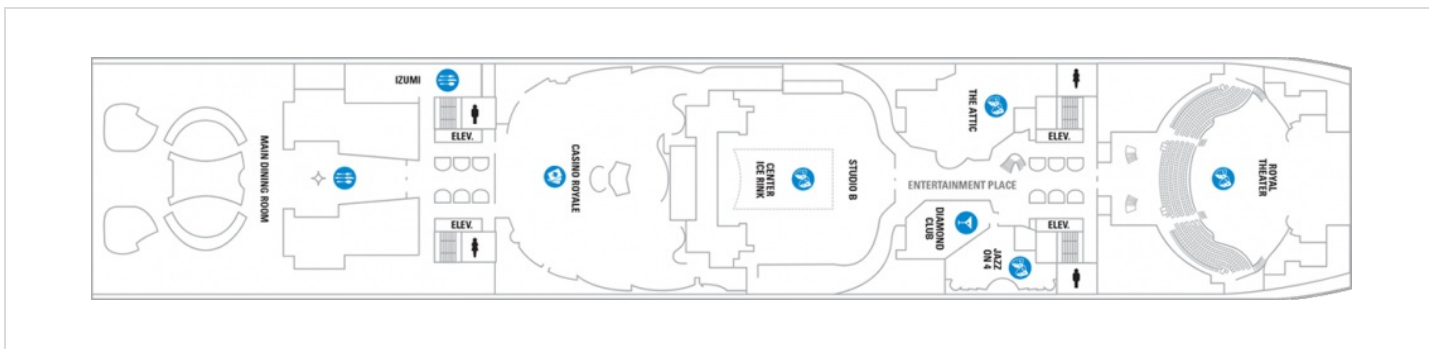 IZUMI
ELEV.
MAIN DINING ROOM
ELEV.
CASINO ROYALE
CENTER
ICE RINK
STUDIO B
THE ATTIC
ENTERTAINMENT PLACE
DIAMOND
CLUB
JAZZ
ON 4
ELEV.
ELEV.
ROYAL
THEATER